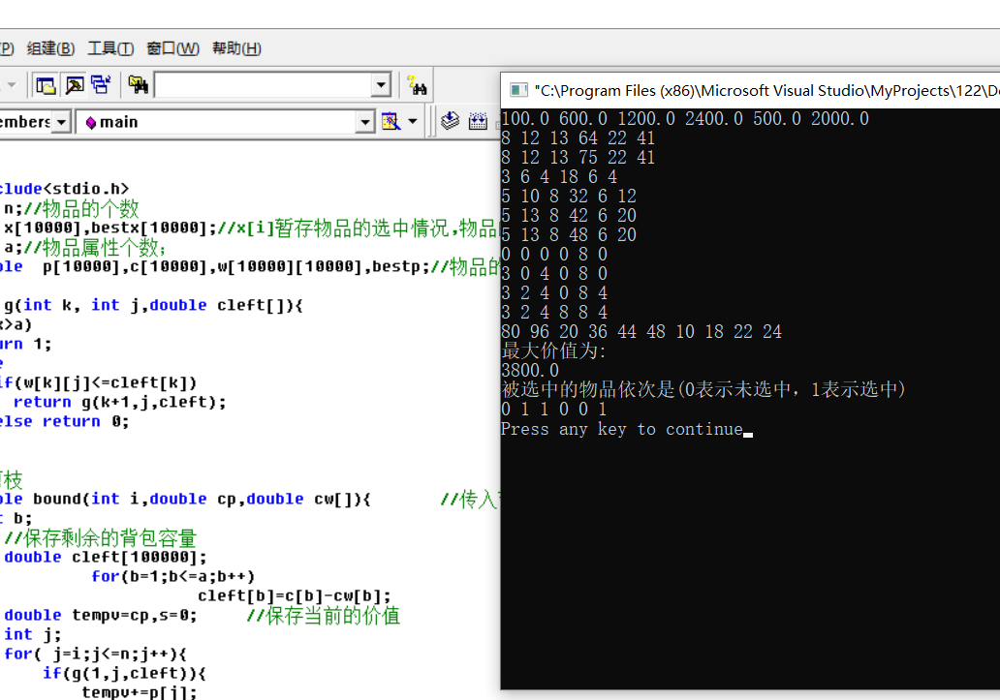 (P) 组建(B) 工具(T) 窗口(W) 帮助(H)
embers main
clude<stdio.h>
n;//物品的个数
x[10000],bestx[10000];//x[i]暂存物品的选中情况,物品
a;//物品属性个数;
ble p[10000],c[10000],w[10000][10000],bestp;//物品的
g(int k, int j,double cleft[]){
k>a)
urn 1;
e
if(w[k][j]<=cleft[k])
return g(k+1,j,cleft);
else return 0;
枝
ble bound(int i,double cp,double cw[]){ //传入
t b;
//保存剩余的背包容量
double cleft[100000];
for(b=1;b<=a;b++)
cleft[b]=c[b]-cw[b];
double tempv=cp,s=0; //保存当前的价值
int j;
for( j=i;j<=n;j++){
if(g(1,j,cleft)){
tempv+=p[j];
"C:\Program Files (x86)\Microsoft Visual Studio\MyProjects\122\De
100.0 600.0 1200.0 2400.0 500.0 2000.0
8 12 13 64 22 41
8 12 13 75 22 41
3 6 4 18 6 4
5 10 8 32 6 12
5 13 8 42 6 20
5 13 8 48 6 20
0 0 0 0 8 0
3 0 4 0 8 0
3 2 4 0 8 4
3 2 4 8 8 4
80 96 20 36 44 48 10 18 22 24
最大价值为:
3800.0
被选中的物品依次是(0表示未选中，1表示选中)
0 1 1 0 0 1
Press any key to continue